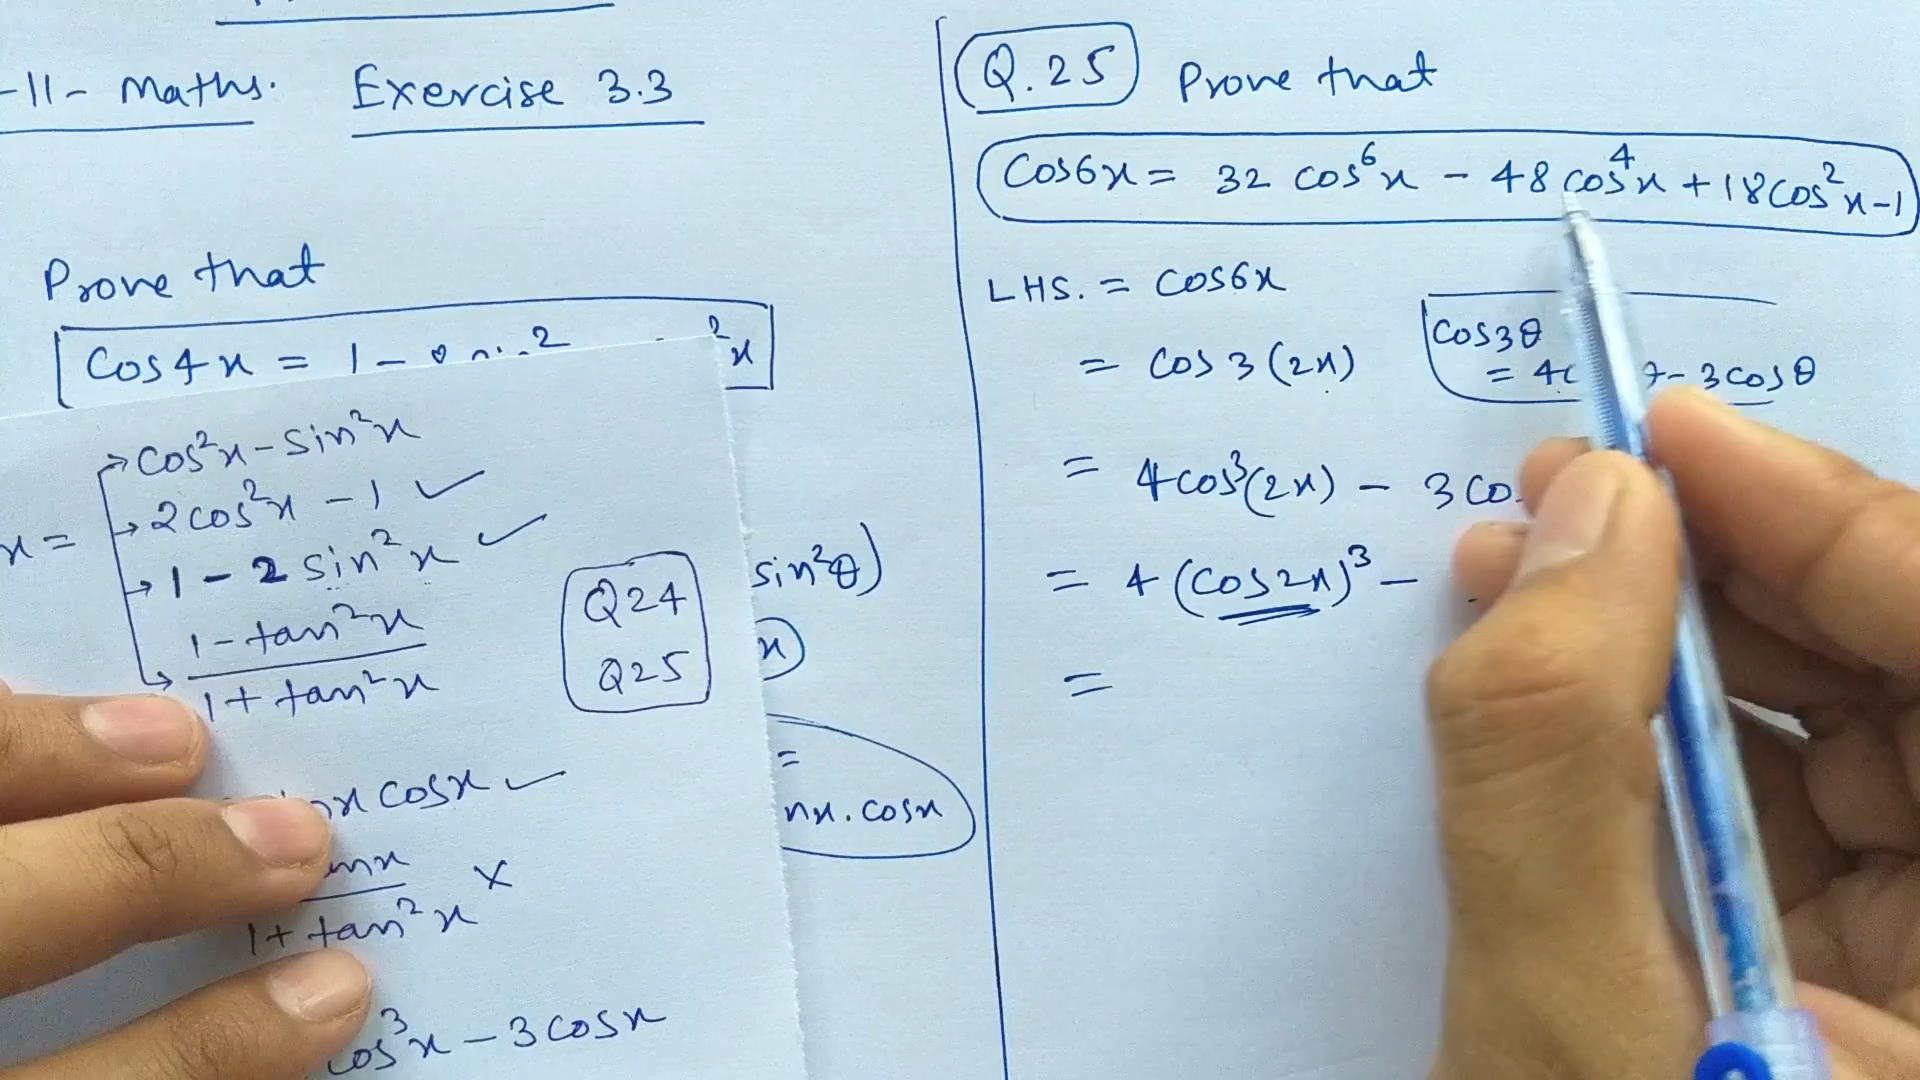 -11- Maths. Exercise 3.3
Prove that
Cos4x = 1 - ²x
x =
→ cos²x - sin²x
→ 2cos²x - 1 ✓
→ 1 - 2 sin²x ✓
→ 1 - tan²x
1 + tan²x
Q24
Q25
x cosx ✓
1 + tan²x ×
cos³x - 3cosx
sin²θ)
x
=
nx. cosx
Q.25 Prove that
Cos6x = 32 cos⁶x - 48cos⁴x + 18cos²x - 1
LHS. = cos6x
= cos 3(2x)
Cos3θ
= 4c - 3cosθ
= 4cos³(2x) - 3co
= 4 (cos2x)³ -
=